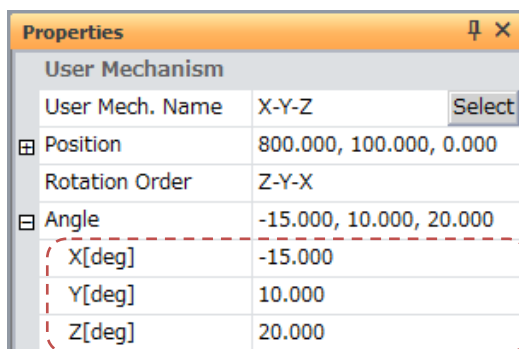 Properties
User Mechanism
User Mech. Name X-Y-Z Select
Position 800.000, 100.000, 0.000
Rotation Order Z-Y-X
Angle -15.000, 10.000, 20.000
X[deg] -15.000
Y[deg] 10.000
Z[deg] 20.000